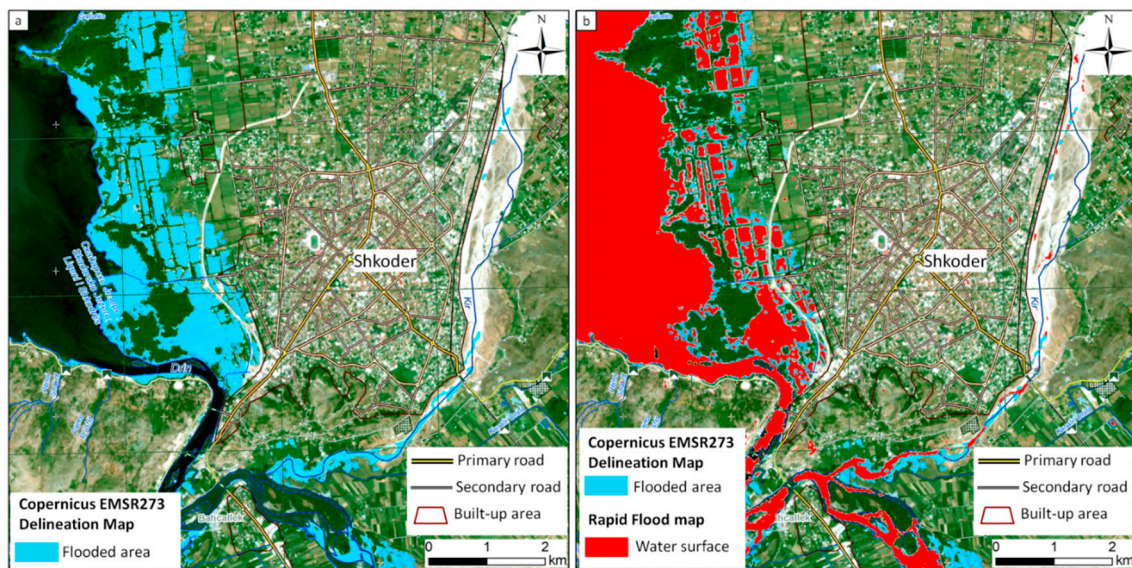 a
N
Shkoder
Drin
Kir
Bahcallek
Copernicus EMSR273
Delineation Map
Flooded area
Primary road
Secondary road
Built-up area
0 1 2
km
b
N
Shkoder
Kir
Bahcallek
Copernicus EMSR273
Delineation Map
Flooded area
Rapid Flood map
Water surface
Primary road
Secondary road
Built-up area
0 1 2
km